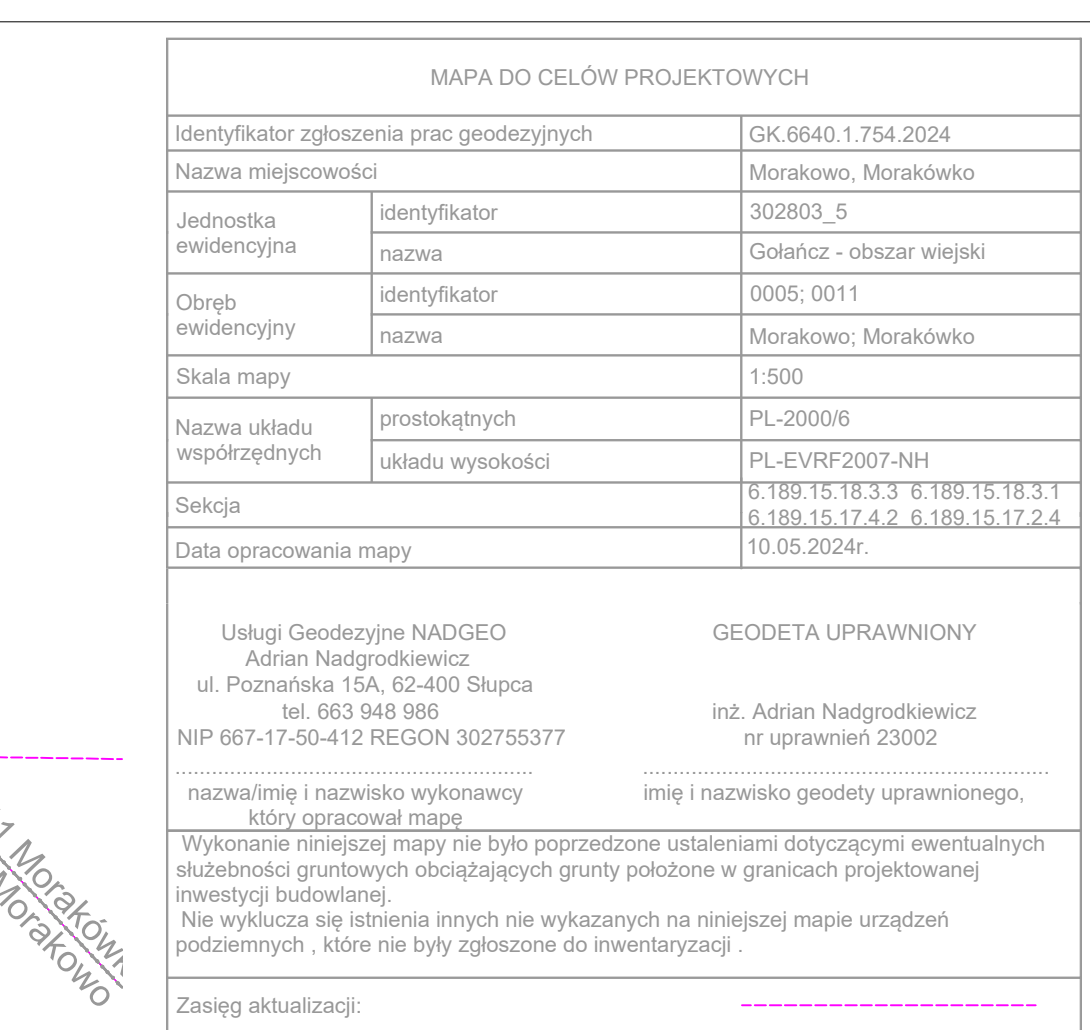 MAPA DO CELÓW PROJEKTOWYCH
Identyfikator zgłoszenia prac geodezyjnych GK.6640.1.754.2024
Nazwa miejscowości Morakowo, Morakówko
Jednostka ewidencyjna
identyfikator 302803_5
nazwa Gołańcz - obszar wiejski
Obręb ewidencyjny
identyfikator 0005; 0011
nazwa Morakowo; Morakówko
Skala mapy 1:500
Nazwa układu współrzędnych
prostokątnych PL-2000/6
układu wysokości PL-EVRF2007-NH
Sekcja
6.189.15.18.3.3 6.189.15.18.3.1
6.189.15.17.4.2 6.189.15.17.2.4
Data opracowania mapy 10.05.2024r.
Usługi Geodezyjne NADGEO
Adrian Nadgrodkiewicz
ul. Poznańska 15A, 62-400 Słupca
tel. 663 948 986
NIP 667-17-50-412 REGON 302755377
nazwa/imię i nazwisko wykonawcy
który opracował mapę
GEODETA UPRAWNIONY
inż. Adrian Nadgrodkiewicz
nr uprawnień 23002
imię i nazwisko geodety uprawnionego,
Wykonanie niniejszej mapy nie było poprzedzone ustaleniami dotyczącymi ewentualnych
służebności gruntowych obciążających grunty położone w granicach projektowanej
inwestycji budowlanej.
Nie wyklucza się istnienia innych nie wykazanych na niniejszej mapie urządzeń
podziemnych , które nie były zgłoszone do inwentaryzacji .
Zasięg aktualizacji:
1 Morakówk
Morakowo